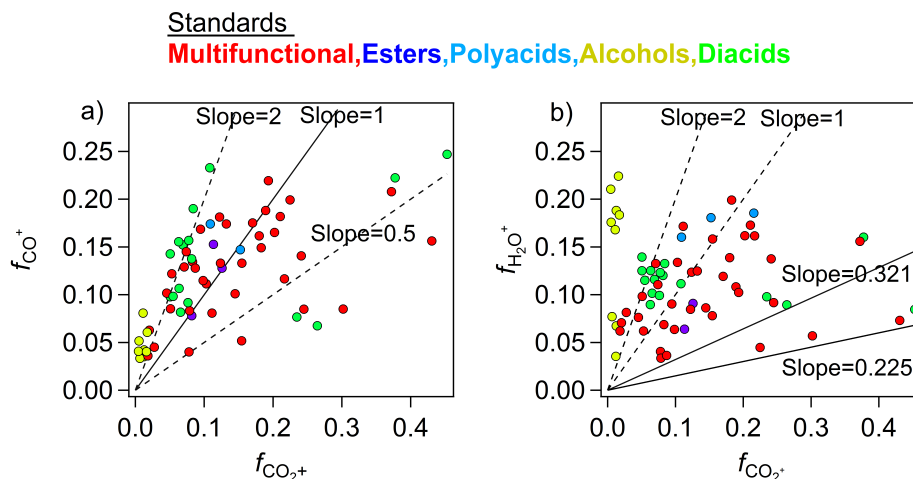 Standards
Multifunctional,Esters,Polyacids,Alcohols,Diacids
a)
Slope=2
Slope=1
Slope=0.5
0.25
0.20
0.15
0.10
0.05
0.00
fCO+
0.0 0.1 0.2 0.3 0.4
fCO2+
b)
Slope=2
Slope=1
Slope=0.321
Slope=0.225
0.25
0.20
0.15
0.10
0.05
0.00
fH2O+
0.0 0.1 0.2 0.3 0.4
fCO2+